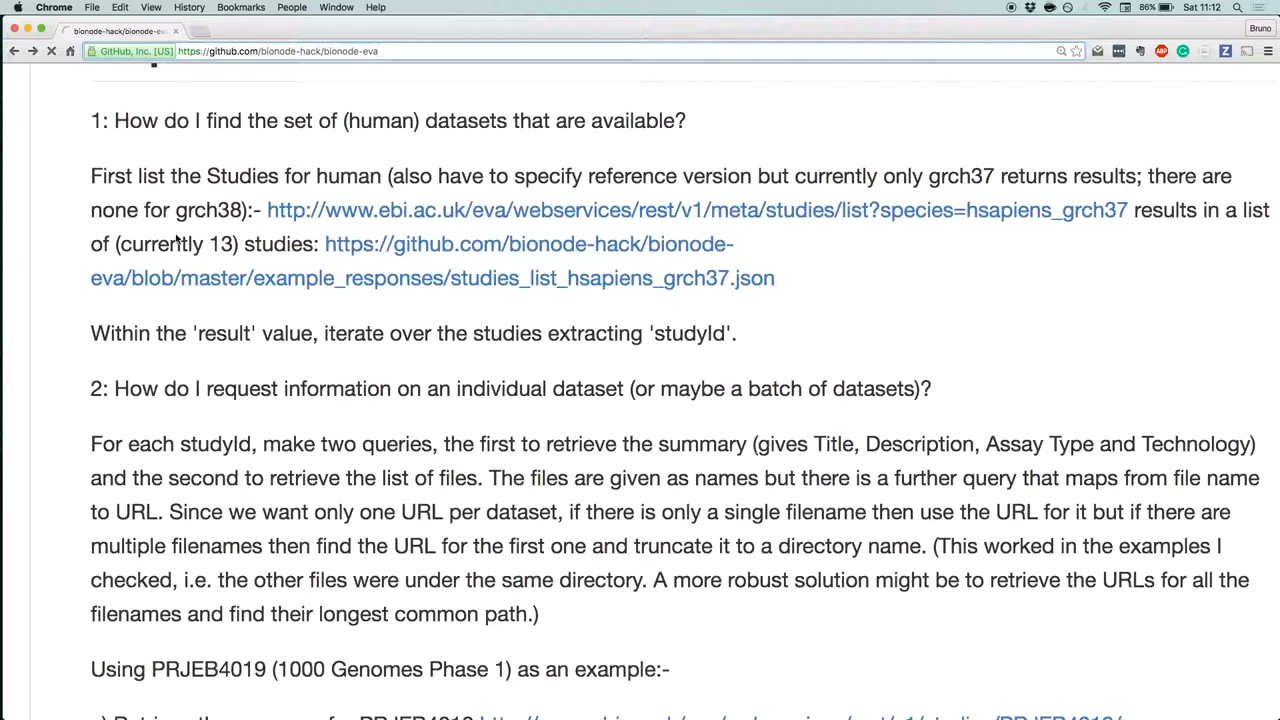 Chrome File Edit View History Bookmarks People Window Help 86% Sat 11:12
bionode-hack/bionode-ev Bruno
GitHub, Inc. [US] https://github.com/bionode-hack/bionode-eva
1: How do I find the set of (human) datasets that are available?
First list the Studies for human (also have to specify reference version but currently only grch37 returns results; there are
none for grch38):- http://www.ebi.ac.uk/eva/webservices/rest/v1/meta/studies/list?species=hsapiens_grch37 results in a list
of (currently 13) studies: https://github.com/bionode-hack/bionode-
eva/blob/master/example_responses/studies_list_hsapiens_grch37.json
Within the 'result' value, iterate over the studies extracting 'studyId'.
2: How do I request information on an individual dataset (or maybe a batch of datasets)?
For each studyId, make two queries, the first to retrieve the summary (gives Title, Description, Assay Type and Technology)
and the second to retrieve the list of files. The files are given as names but there is a further query that maps from file name
to URL. Since we want only one URL per dataset, if there is only a single filename then use the URL for it but if there are
multiple filenames then find the URL for the first one and truncate it to a directory name. (This worked in the examples I
checked, i.e. the other files were under the same directory. A more robust solution might be to retrieve the URLs for all the
filenames and find their longest common path.)
Using PRJEB4019 (1000 Genomes Phase 1) as an example:-